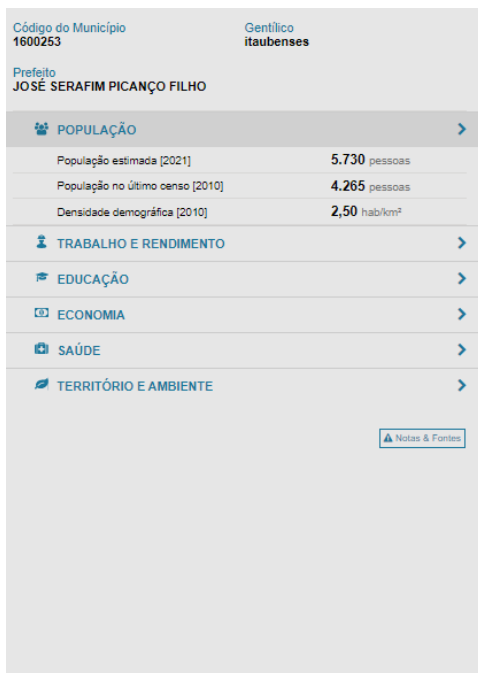 Código do Município Gentílico
1600253 itaubenses
Prefeito
JOSÉ SERAFIM PICANÇO FILHO
POPULAÇÃO
População estimada [2021] 5.730 pessoas
População no último censo [2010] 4.265 pessoas
Densidade demográfica [2010] 2,50 hab/km²
TRABALHO E RENDIMENTO
EDUCAÇÃO
ECONOMIA
SAÚDE
TERRITÓRIO E AMBIENTE
Notas & Fontes